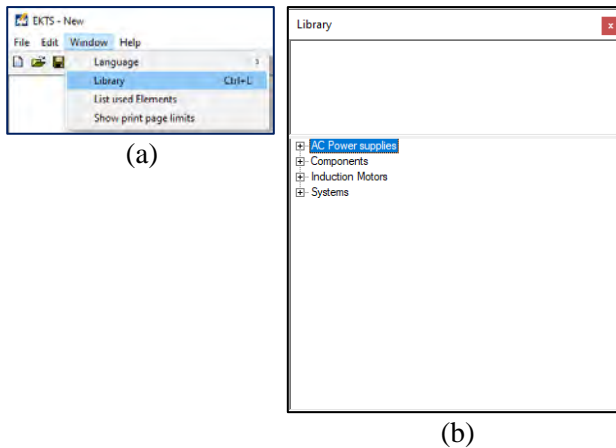 EKTS - New
File Edit Window Help
Language
Library Ctrl+L
List used Elements
Show print page limits
(a)
Library x
AC Power supplies
Components
Induction Motors
Systems
(b)